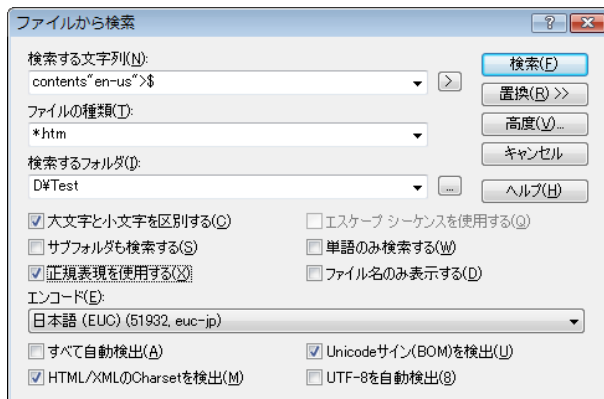 ファイルから検索
検索する文字列(N):
contents"en-us">$
>
検索(F)
置換(R) >>
ファイルの種類(T):
*.htm
高度(V)...
キャンセル
検索するフォルダ(I):
D¥Test
...
ヘルプ(H)
大文字と小文字を区別する(C)
エスケープ シーケンスを使用する(Q)
サブフォルダも検索する(S)
単語のみ検索する(W)
正規表現を使用する(X)
ファイル名のみ表示する(D)
エンコード(E):
日本語 (EUC) (51932, euc-jp)
すべて自動検出(A)
Unicodeサイン(BOM)を検出(U)
HTML/XMLのCharsetを検出(M)
UTF-8を自動検出(8)